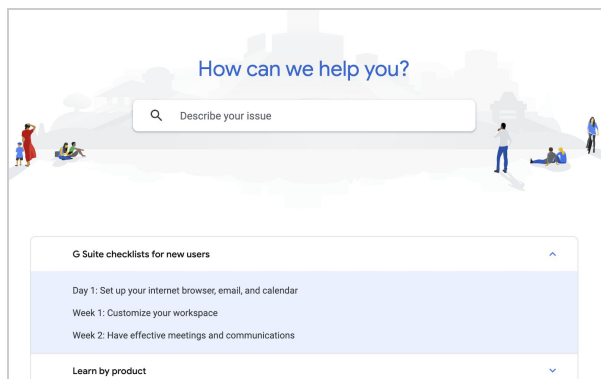 How can we help you?
Describe your issue
G Suite checklists for new users
Day 1: Set up your internet browser, email, and calendar
Week 1: Customize your workspace
Week 2: Have effective meetings and communications
Learn by product